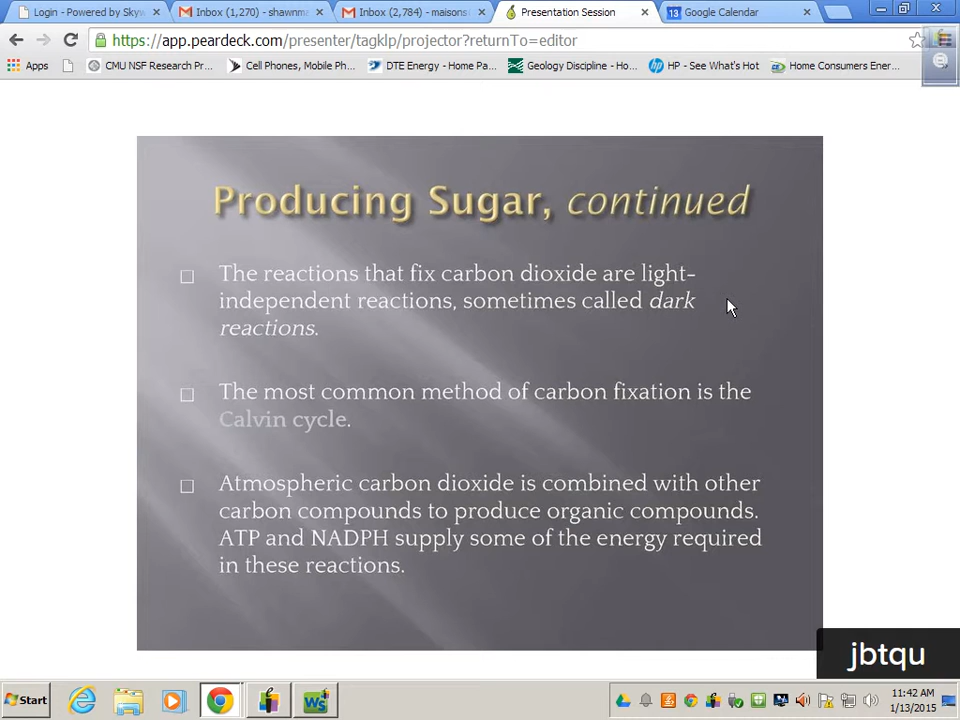 Login - Powered by Skyw
Inbox (1,270) - shawnma
Inbox (2,784) - maisons
Presentation Session
13 Google Calendar
https://app.peardeck.com/presenter/tagklp/projector?returnTo=editor
Apps
CMU NSF Research Pr...
Cell Phones, Mobile Ph...
DTE Energy - Home Pa...
Geology Discipline - Ho...
HP - See What's Hot
Home Consumers Ener...
Producing Sugar, continued
The reactions that fix carbon dioxide are light-
independent reactions, sometimes called dark
reactions.
The most common method of carbon fixation is the
Calvin cycle.
Atmospheric carbon dioxide is combined with other
carbon compounds to produce organic compounds.
ATP and NADPH supply some of the energy required
in these reactions.
jbtqu
Start
11:42 AM
1/13/2015